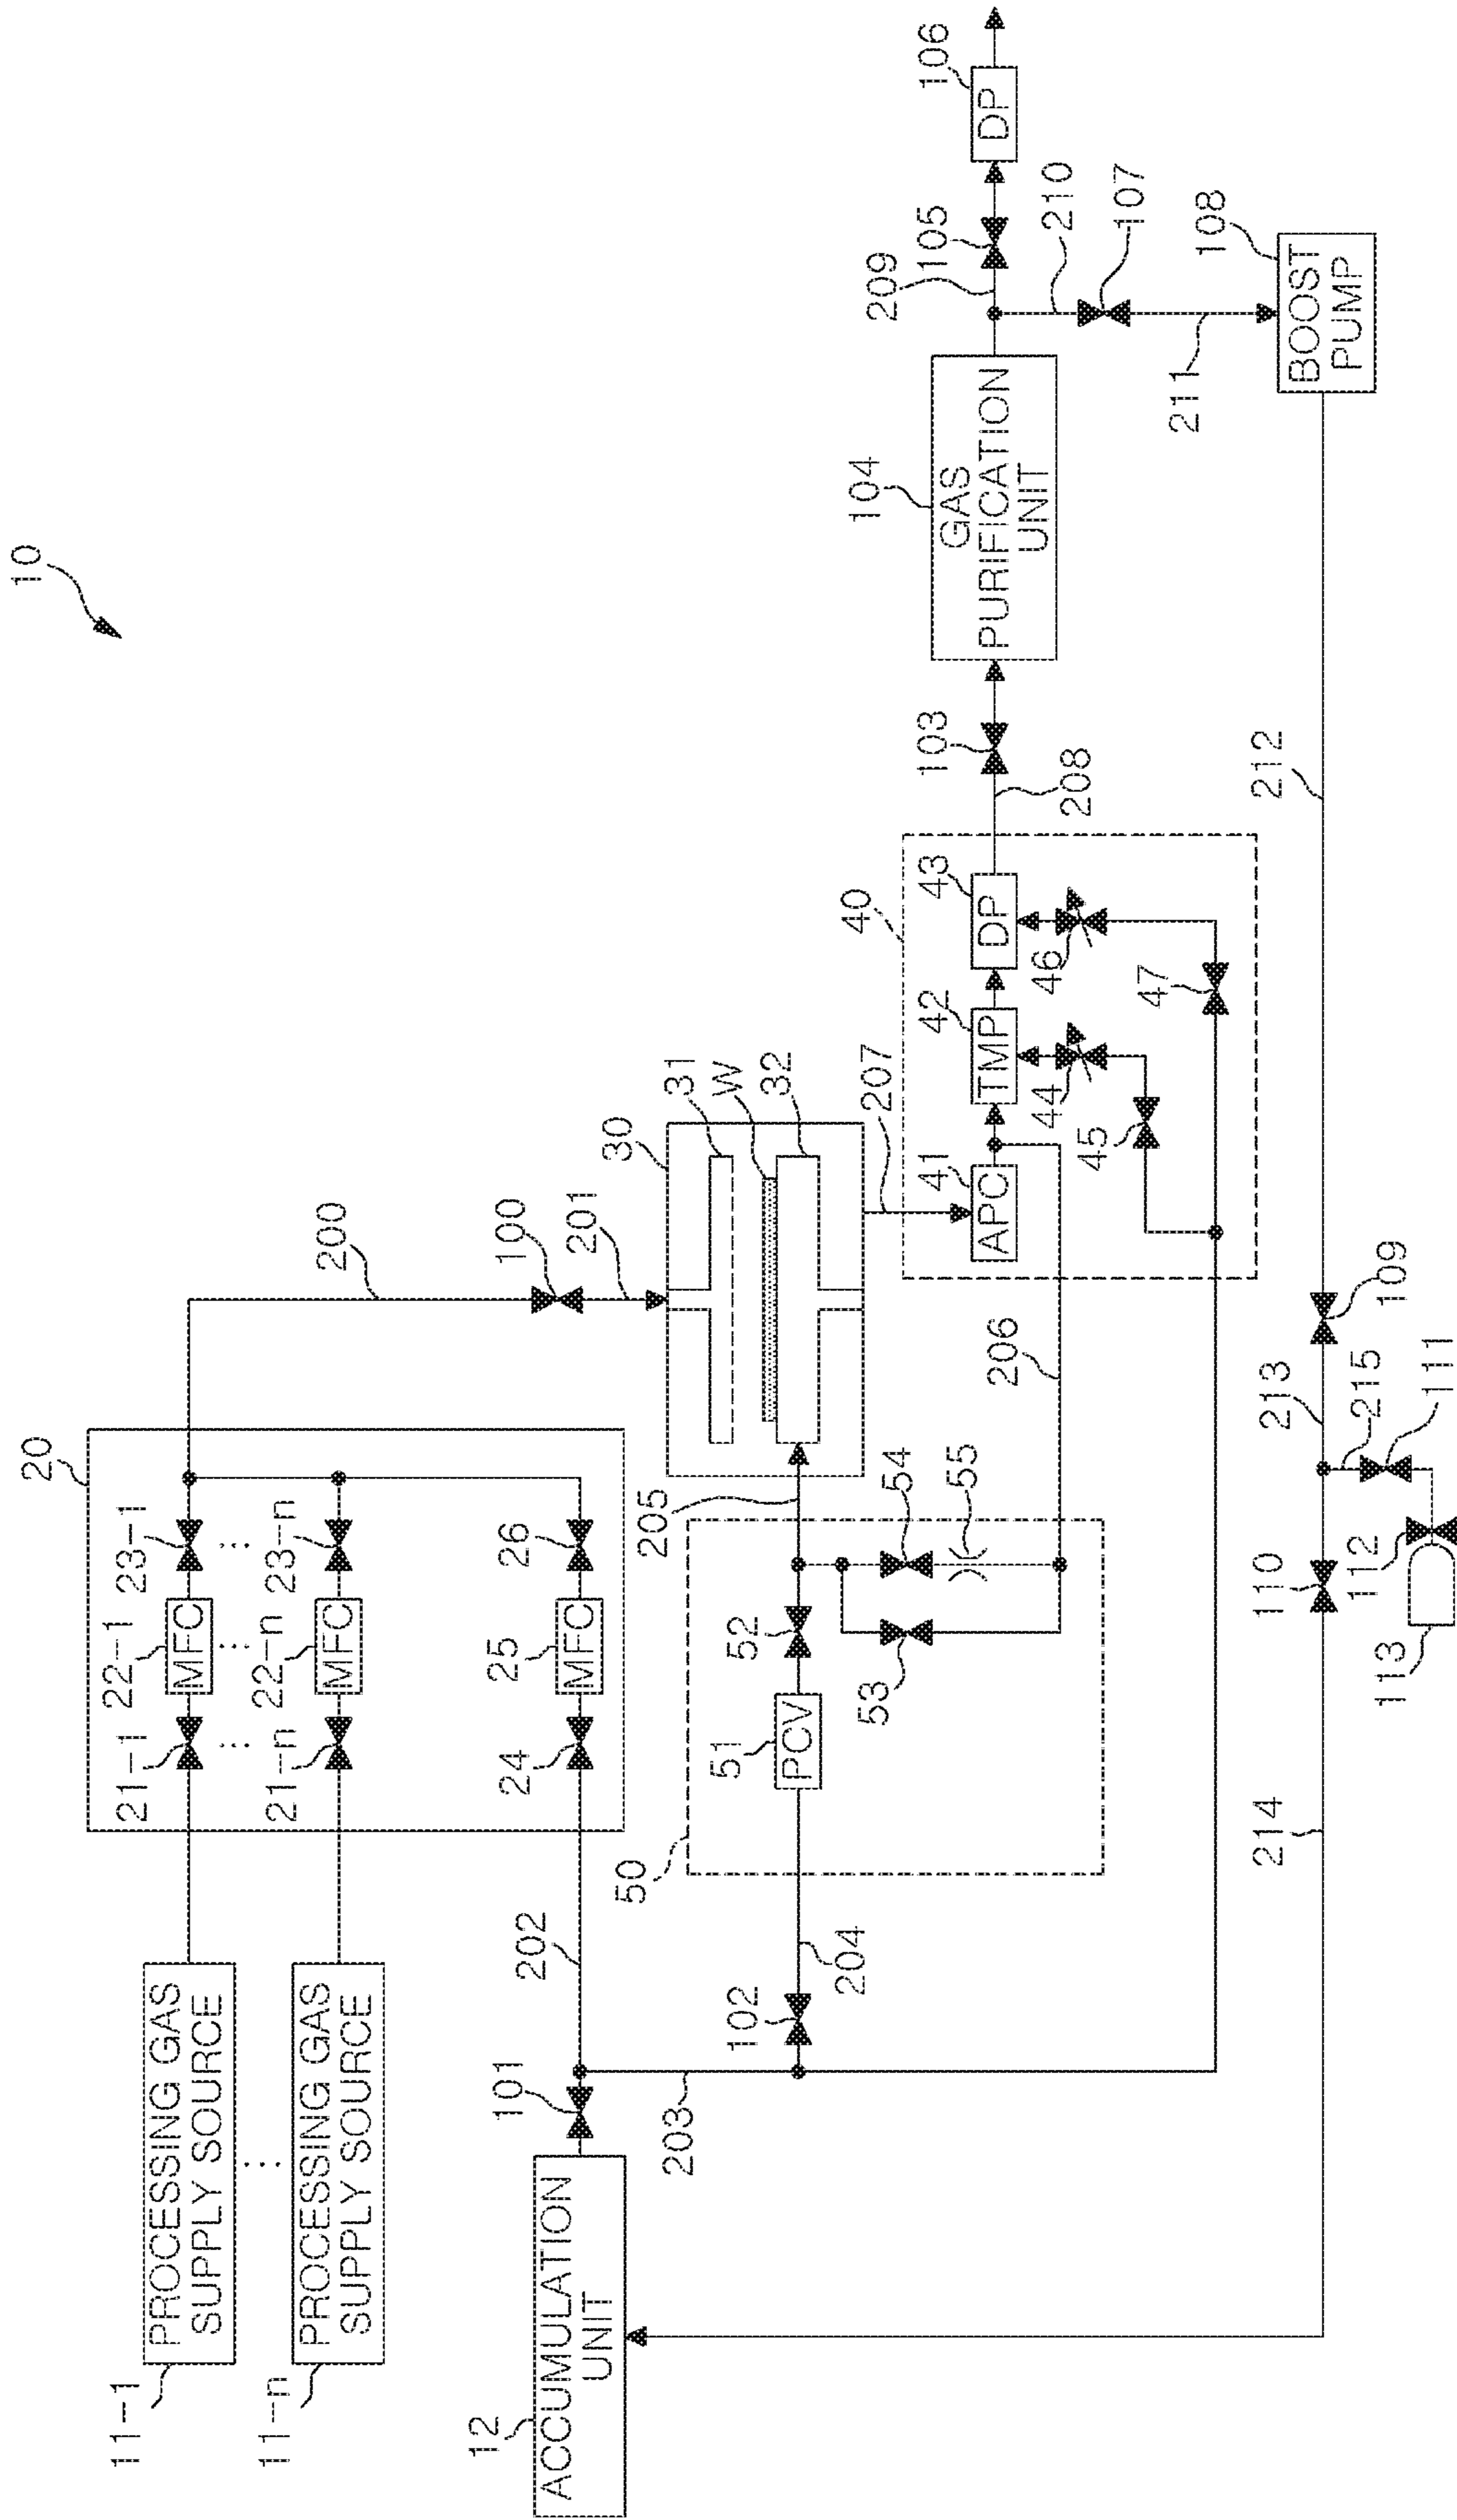 10
11-1
PROCESSING GAS
SUPPLY SOURCE
11-n
PROCESSING GAS
SUPPLY SOURCE
20
21-1
22-1
MFC
23-1
21-n
22-n
MFC
23-n
24
25
MFC
26
200
100
201
12
ACCUMULATION
UNIT
101
202
203
102
204
50
51
PCV
52
53
54
55
205
206
30
31
W
32
207
40
41
APC
42
TMP
43
DP
44
45
46
47
208
103
104
GAS
PURIFICATION
UNIT
209
105
106
DP
210
107
211
108
BOOST
PUMP
212
109
213
215
111
110
112
113
214